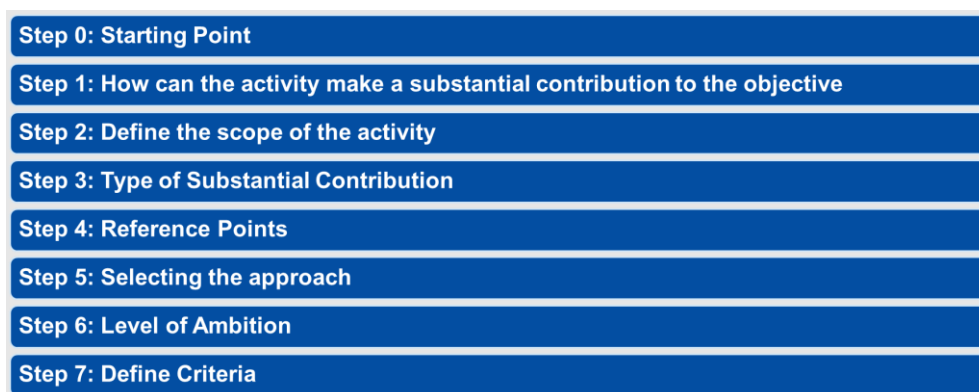 Step 0: Starting Point
Step 1: How can the activity make a substantial contribution to the objective
Step 2: Define the scope of the activity
Step 3: Type of Substantial Contribution
Step 4: Reference Points
Step 5: Selecting the approach
Step 6: Level of Ambition
Step 7: Define Criteria